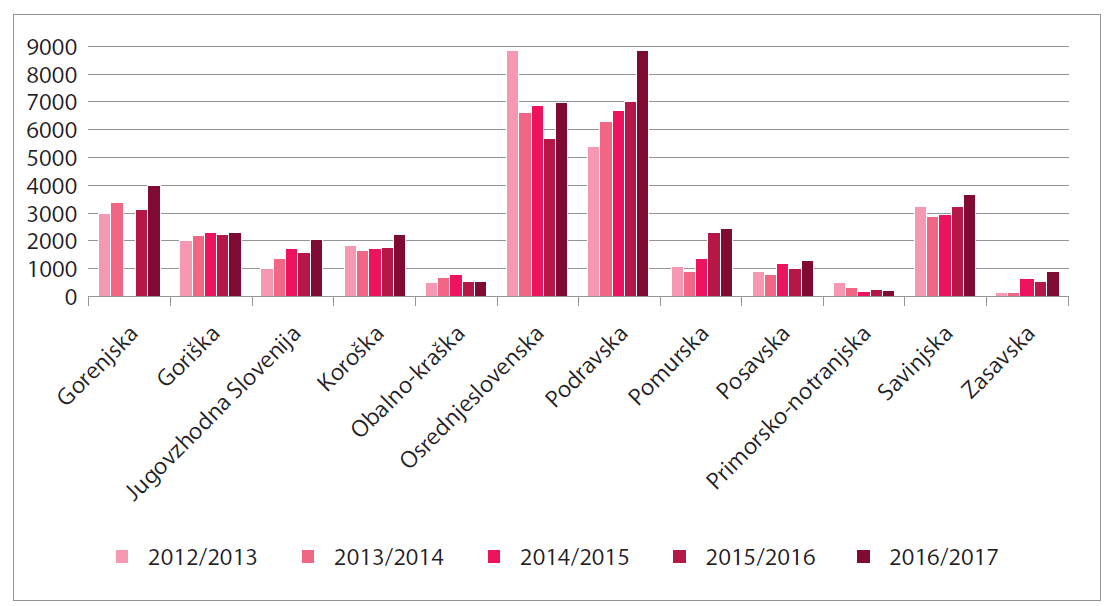 9000
8000
7000
6000
5000
4000
3000
2000
1000
0
Gorenjska
Goriška
Jugovzhodna Slovenija
Koroška
Obalno-kraška
Osrednjeslovenska
Podravska
Pomurska
Posavska
Primorsko-notranjska
Savinjska
Zasavska
2012/2013 2013/2014 2014/2015 2015/2016 2016/2017